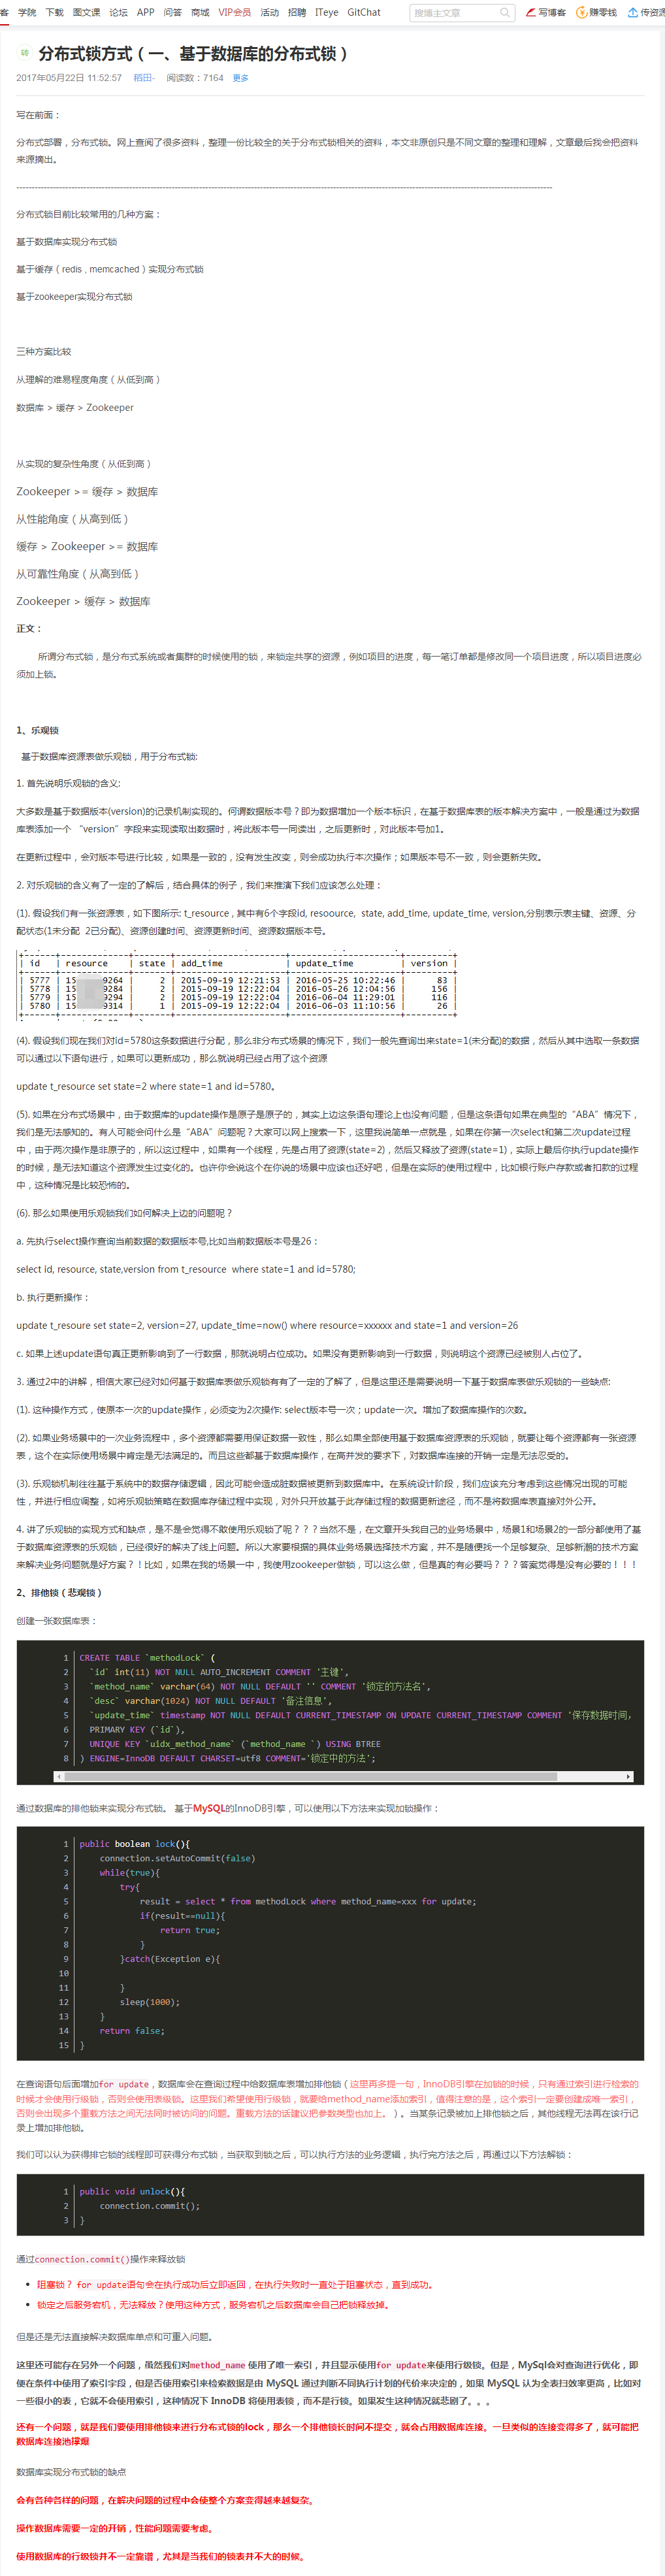 客 学院 下载 图文课 论坛 APP 问答 商城 VIP会员 活动 招聘 ITeye GitChat 搜博主文章 写博客 赚零钱 传资源
转 分布式锁方式（一、基于数据库的分布式锁）
2017年05月22日 11:52:57 稻田- 阅读数：7164 更多
写在前面：
分布式部署，分布式锁。网上查阅了很多资料，整理一份比较全的关于分布式锁相关的资料，本文非原创只是不同文章的整理和理解，文章最后我会把资料
来源摘出。
分布式锁目前比较常用的几种方案：
基于数据库实现分布式锁
基于缓存（redis , memcached）实现分布式锁
基于zookeeper实现分布式锁
三种方案比较
从理解的难易程度角度（从低到高）
数据库 > 缓存 > Zookeeper
从实现的复杂性角度（从低到高）
Zookeeper >= 缓存 > 数据库
从性能角度（从高到低）
缓存 > Zookeeper >= 数据库
从可靠性角度（从高到低）
Zookeeper > 缓存 > 数据库
正文：
所谓分布式锁，是分布式系统或者集群的时候使用的锁，来锁定共享的资源，例如项目的进度，每一笔订单都是修改同一个项目进度，所以项目进度必
须加上锁。
1、乐观锁
基于数据库资源表做乐观锁，用于分布式锁:
1. 首先说明乐观锁的含义:
大多数是基于数据版本(version)的记录机制实现的。何谓数据版本号？即为数据增加一个版本标识，在基于数据库表的版本解决方案中，一般是通过为数据
库表添加一个 “version”字段来实现读取出数据时，将此版本号一同读出，之后更新时，对此版本号加1。
在更新过程中，会对版本号进行比较，如果是一致的，没有发生改变，则会成功执行本次操作；如果版本号不一致，则会更新失败。
2. 对乐观锁的含义有了一定的了解后，结合具体的例子，我们来推演下我们应该怎么处理：
(1). 假设我们有一张资源表，如下图所示: t_resource , 其中有6个字段id, resoource, state, add_time, update_time, version,分别表示表主键、资源、分
配状态(1未分配 2已分配)、资源创建时间、资源更新时间、资源数据版本号。
| id | resource | state | add_time | update_time | version |
| 5777 | 15 9264 | 2 | 2015-09-19 12:21:53 | 2016-05-25 10:22:46 | 83 |
| 5778 | 15 9284 | 2 | 2015-09-19 12:22:04 | 2016-05-26 12:04:56 | 156 |
| 5779 | 15 9294 | 2 | 2015-09-19 12:22:04 | 2016-06-04 11:29:01 | 116 |
| 5780 | 15 9314 | 1 | 2015-09-19 12:22:04 | 2016-06-03 11:10:56 | 26 |
(4). 假设我们现在我们对id=5780这条数据进行分配，那么非分布式场景的情况下，我们一般先查询出来state=1(未分配)的数据，然后从其中选取一条数据
可以通过以下语句进行，如果可以更新成功，那么就说明已经占用了这个资源
update t_resource set state=2 where state=1 and id=5780。
(5). 如果在分布式场景中，由于数据库的update操作是原子是原子的，其实上边这条语句理论上也没有问题，但是这条语句如果在典型的“ABA”情况下，
我们是无法感知的。有人可能会问什么是“ABA”问题呢？大家可以网上搜索一下，这里我说简单一点就是，如果在你第一次select和第二次update过程
中，由于两次操作是非原子的，所以这过程中，如果有一个线程，先是占用了资源(state=2)，然后又释放了资源(state=1)，实际上最后你执行update操作
的时候，是无法知道这个资源发生过变化的。也许你会说这个在你说的场景中应该也还好吧，但是在实际的使用过程中，比如银行账户存款或者扣款的过程
中，这种情况是比较恐怖的。
(6). 那么如果使用乐观锁我们如何解决上边的问题呢？
a. 先执行select操作查询当前数据的数据版本号,比如当前数据版本号是26：
select id, resource, state,version from t_resource where state=1 and id=5780;
b. 执行更新操作：
update t_resoure set state=2, version=27, update_time=now() where resource=xxxxxx and state=1 and version=26
c. 如果上述update语句真正更新影响到了一行数据，那就说明占位成功。如果没有更新影响到一行数据，则说明这个资源已经被别人占位了。
3. 通过2中的讲解，相信大家已经对如何基于数据库表做乐观锁有有了一定的了解了，但是这里还是需要说明一下基于数据库表做乐观锁的一些缺点:
(1). 这种操作方式，使原本一次的update操作，必须变为2次操作: select版本号一次；update一次。增加了数据库操作的次数。
(2). 如果业务场景中的一次业务流程中，多个资源都需要用保证数据一致性，那么如果全部使用基于数据库资源表的乐观锁，就要让每个资源都有一张资源
表，这个在实际使用场景中肯定是无法满足的。而且这些都基于数据库操作，在高并发的要求下，对数据库连接的开销一定是无法忍受的。
(3). 乐观锁机制往往基于系统中的数据存储逻辑，因此可能会造成脏数据被更新到数据库中。在系统设计阶段，我们应该充分考虑到这些情况出现的可能
性，并进行相应调整，如将乐观锁策略在数据库存储过程中实现，对外只开放基于此存储过程的数据更新途径，而不是将数据库表直接对外公开。
4. 讲了乐观锁的实现方式和缺点，是不是会觉得不敢使用乐观锁了呢？？？当然不是，在文章开头我自己的业务场景中，场景1和场景2的一部分都使用了基
于数据库资源表的乐观锁，已经很好的解决了线上问题。所以大家要根据的具体业务场景选择技术方案，并不是随便找一个足够复杂、足够新潮的技术方案
来解决业务问题就是好方案？！比如，如果在我的场景一中，我使用zookeeper做锁，可以这么做，但是真的有必要吗？？？答案觉得是没有必要的！！！
2、排他锁（悲观锁）
创建一张数据库表：
1 CREATE TABLE `methodLock` (
2 `id` int(11) NOT NULL AUTO_INCREMENT COMMENT '主键',
3 `method_name` varchar(64) NOT NULL DEFAULT '' COMMENT '锁定的方法名',
4 `desc` varchar(1024) NOT NULL DEFAULT '备注信息',
5 `update_time` timestamp NOT NULL DEFAULT CURRENT_TIMESTAMP ON UPDATE CURRENT_TIMESTAMP COMMENT '保存数据时间,
6 PRIMARY KEY (`id`),
7 UNIQUE KEY `uidx_method_name` (`method_name `) USING BTREE
8 ) ENGINE=InnoDB DEFAULT CHARSET=utf8 COMMENT='锁定中的方法';
通过数据库的排他锁来实现分布式锁。 基于MySQL的InnoDB引擎，可以使用以下方法来实现加锁操作：
1 public boolean lock(){
2 connection.setAutoCommit(false)
3 while(true){
4 try{
5 result = select * from methodLock where method_name=xxx for update;
6 if(result==null){
7 return true;
8 }
9 }catch(Exception e){
10
11 }
12 sleep(1000);
13 }
14 return false;
15 }
在查询语句后面增加for update，数据库会在查询过程中给数据库表增加排他锁（这里再多提一句，InnoDB引擎在加锁的时候，只有通过索引进行检索的
时候才会使用行级锁，否则会使用表级锁。这里我们希望使用行级锁，就要给method_name添加索引，值得注意的是，这个索引一定要创建成唯一索引，
否则会出现多个重载方法之间无法同时被访问的问题。重载方法的话建议把参数类型也加上。）。当某条记录被加上排他锁之后，其他线程无法再在该行记
录上增加排他锁。
我们可以认为获得排它锁的线程即可获得分布式锁，当获取到锁之后，可以执行方法的业务逻辑，执行完方法之后，再通过以下方法解锁：
1 public void unlock(){
2 connection.commit();
3 }
通过connection.commit()操作来释放锁
• 阻塞锁？ for update语句会在执行成功后立即返回，在执行失败时一直处于阻塞状态，直到成功。
• 锁定之后服务宕机，无法释放？使用这种方式，服务宕机之后数据库会自己把锁释放掉。
但是还是无法直接解决数据库单点和可重入问题。
这里还可能存在另外一个问题，虽然我们对method_name 使用了唯一索引，并且显示使用for update来使用行级锁。但是，MySql会对查询进行优化，即
便在条件中使用了索引字段，但是否使用索引来检索数据是由 MySQL 通过判断不同执行计划的代价来决定的，如果 MySQL 认为全表扫效率更高，比如对
一些很小的表，它就不会使用索引，这种情况下 InnoDB 将使用表锁，而不是行锁。如果发生这种情况就悲剧了。。。
还有一个问题，就是我们要使用排他锁来进行分布式锁的lock，那么一个排他锁长时间不提交，就会占用数据库连接。一旦类似的连接变得多了，就可能把
数据库连接池撑爆
数据库实现分布式锁的缺点
会有各种各样的问题，在解决问题的过程中会使整个方案变得越来越复杂。
操作数据库需要一定的开销，性能问题需要考虑。
使用数据库的行级锁并不一定靠谱，尤其是当我们的锁表并不大的时候。